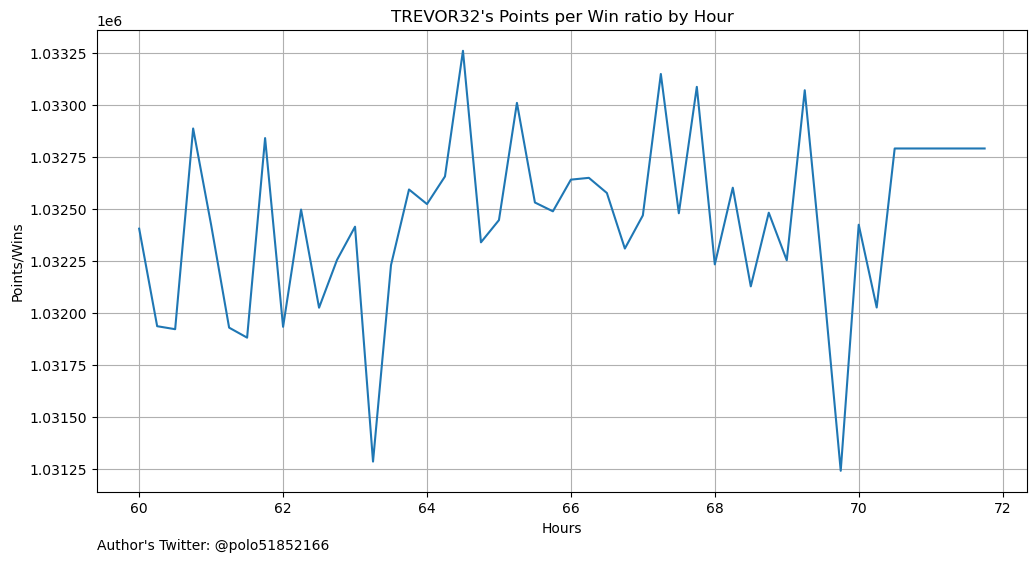 TREVOR32's Points per Win ratio by Hour
1e6
1.03325
1.03300
1.03275
1.03250
1.03225
1.03200
1.03175
1.03150
1.03125
Points/Wins
60 62 64 66 68 70 72
Hours
Author's Twitter: @polo51852166